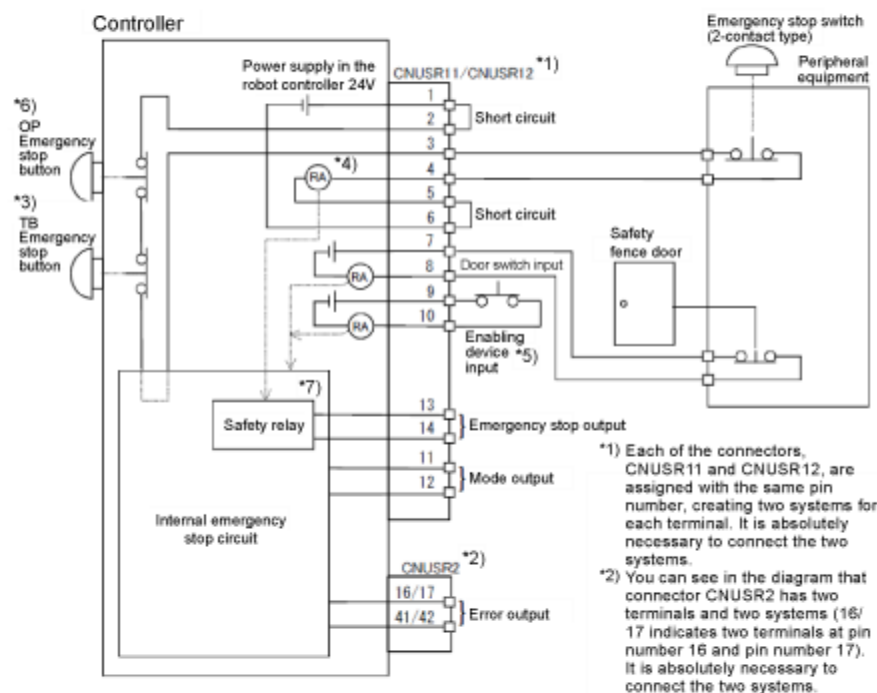 Controller
Emergency stop switch
(2-contact type)
Peripheral
equipment
Power supply in the
robot controller 24V
CNUSR11/CNUSR12 *1)
*6)
OP
Emergency
stop
button
*3)
TB
Emergency
stop
button
1
2
Short circuit
3
*4)
RA
4
5
6
Short circuit
7
RA
8
Door switch input
9
RA
10
Enabling
device *5)
input
Safety
fence door
*7)
Safety relay
13
14
Emergency stop output
11
12
Mode output
Internal emergency
stop circuit
CNUSR2 *2)
16/17
41/42
Error output
*1) Each of the connectors,
CNUSR11 and CNUSR12, are
assigned with the same pin
number, creating two systems for
each terminal. It is absolutely
necessary to connect the two
systems.
*2) You can see in the diagram that
connector CNUSR2 has two
terminals and two systems (16/
17 indicates two terminals at pin
number 16 and pin number 17).
It is absolutely necessary to
connect the two systems.